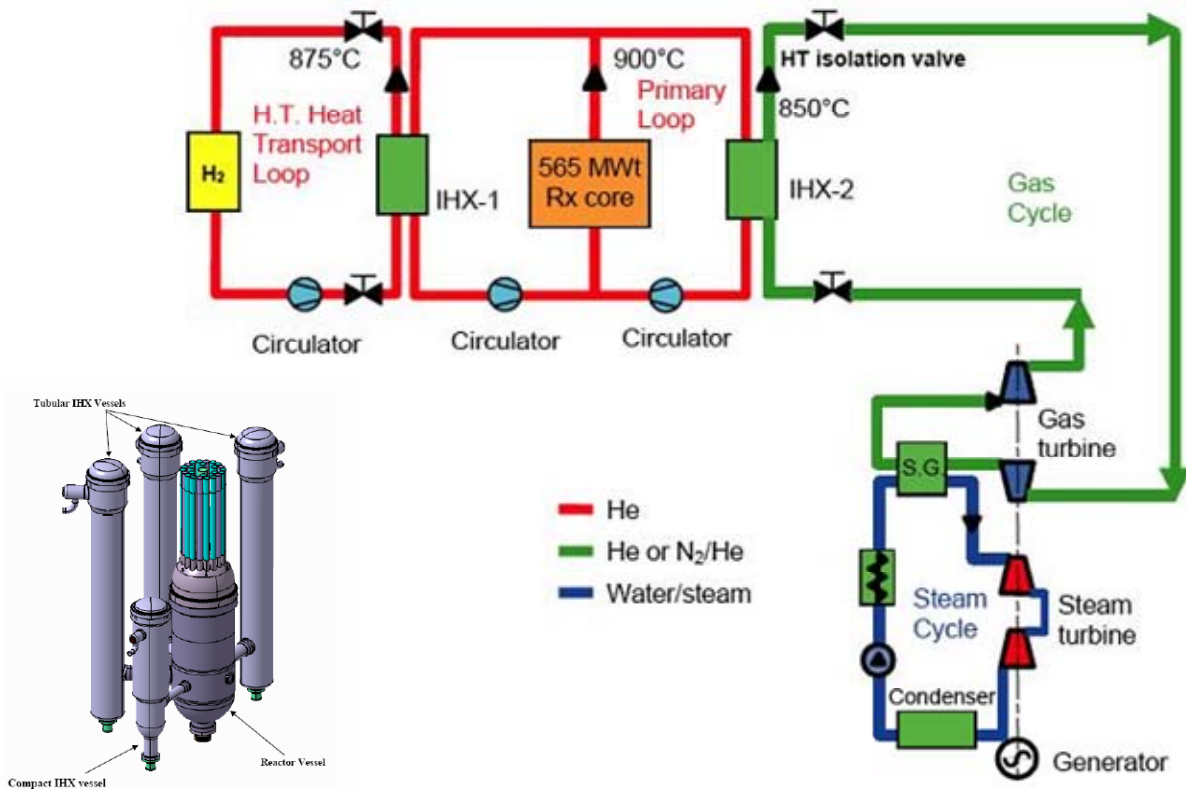 875°C
H.T. Heat
Transport
Loop
H₂
IHX-1
Circulator
900°C
Primary
Loop
565 MWt
Rx core
Circulator
Circulator
HT isolation valve
850°C
IHX-2
Gas
Cycle
Gas
turbine
S.G.
Steam
Cycle
Steam
turbine
Condenser
Generator
He
He or N₂/He
Water/steam
Tubular IHX Vessels
Reactor Vessel
Compact IHX vessel